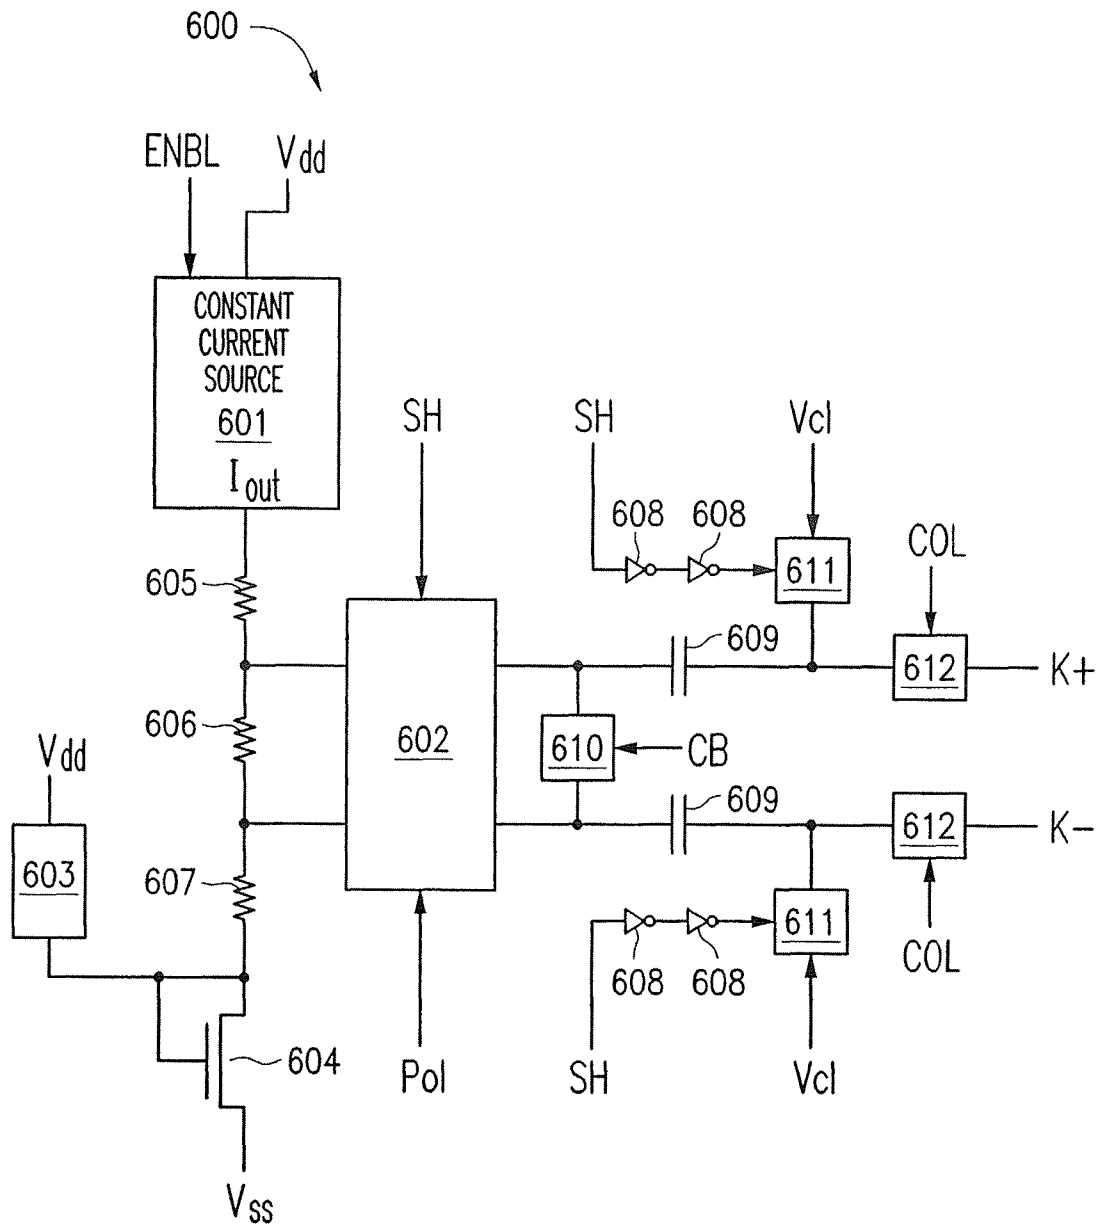 600
ENBL
Vdd
CONSTANT
CURRENT
SOURCE
601
Iout
SH
SH
Vcl
608
608
COL
605
611
609
612
K+
606
602
610
CB
Vdd
609
612
K-
603
607
611
608
608
COL
604
Pol
SH
Vcl
Vss